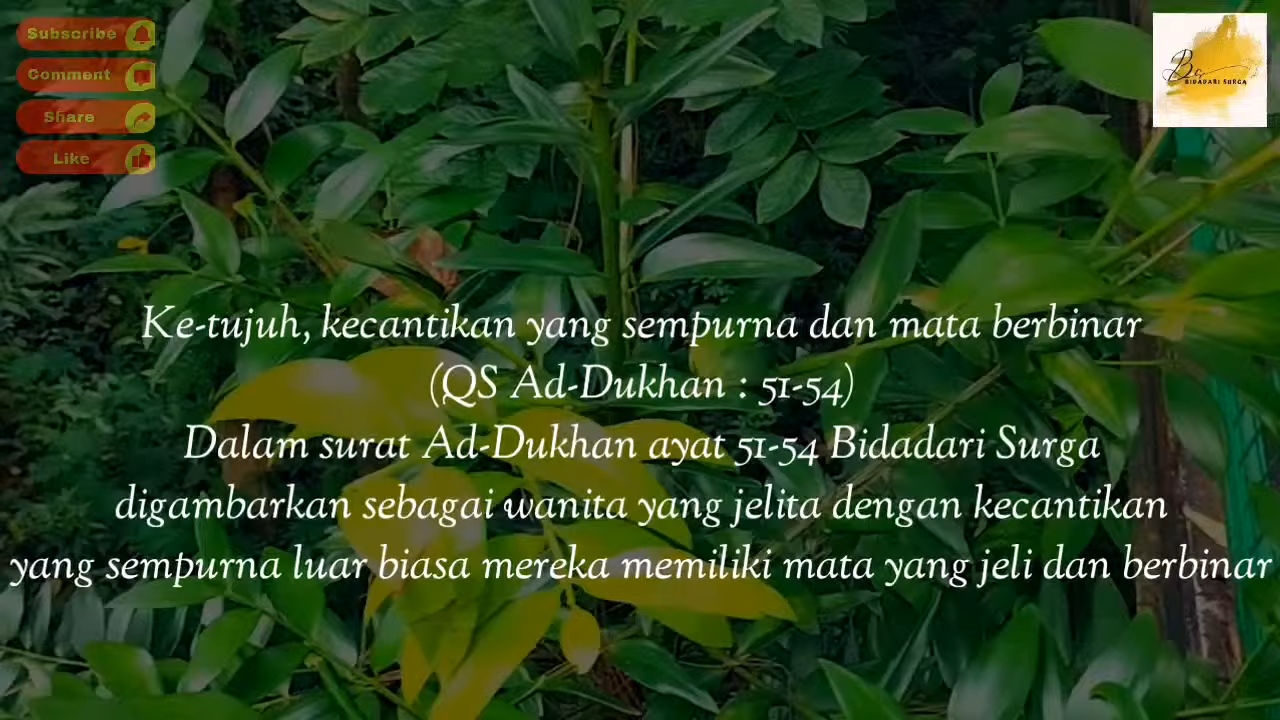 Subscribe
Comment
Share
Like
Bs
BIDADARI SURGA
Ke-tujuh, kecantikan yang sempurna dan mata berbinar
(QS Ad-Dukhan : 51-54)
Dalam surat Ad-Dukhan ayat 51-54 Bidadari Surga
digambarkan sebagai wanita yang jelita dengan kecantikan
yang sempurna luar biasa mereka memiliki mata yang jeli dan berbinar